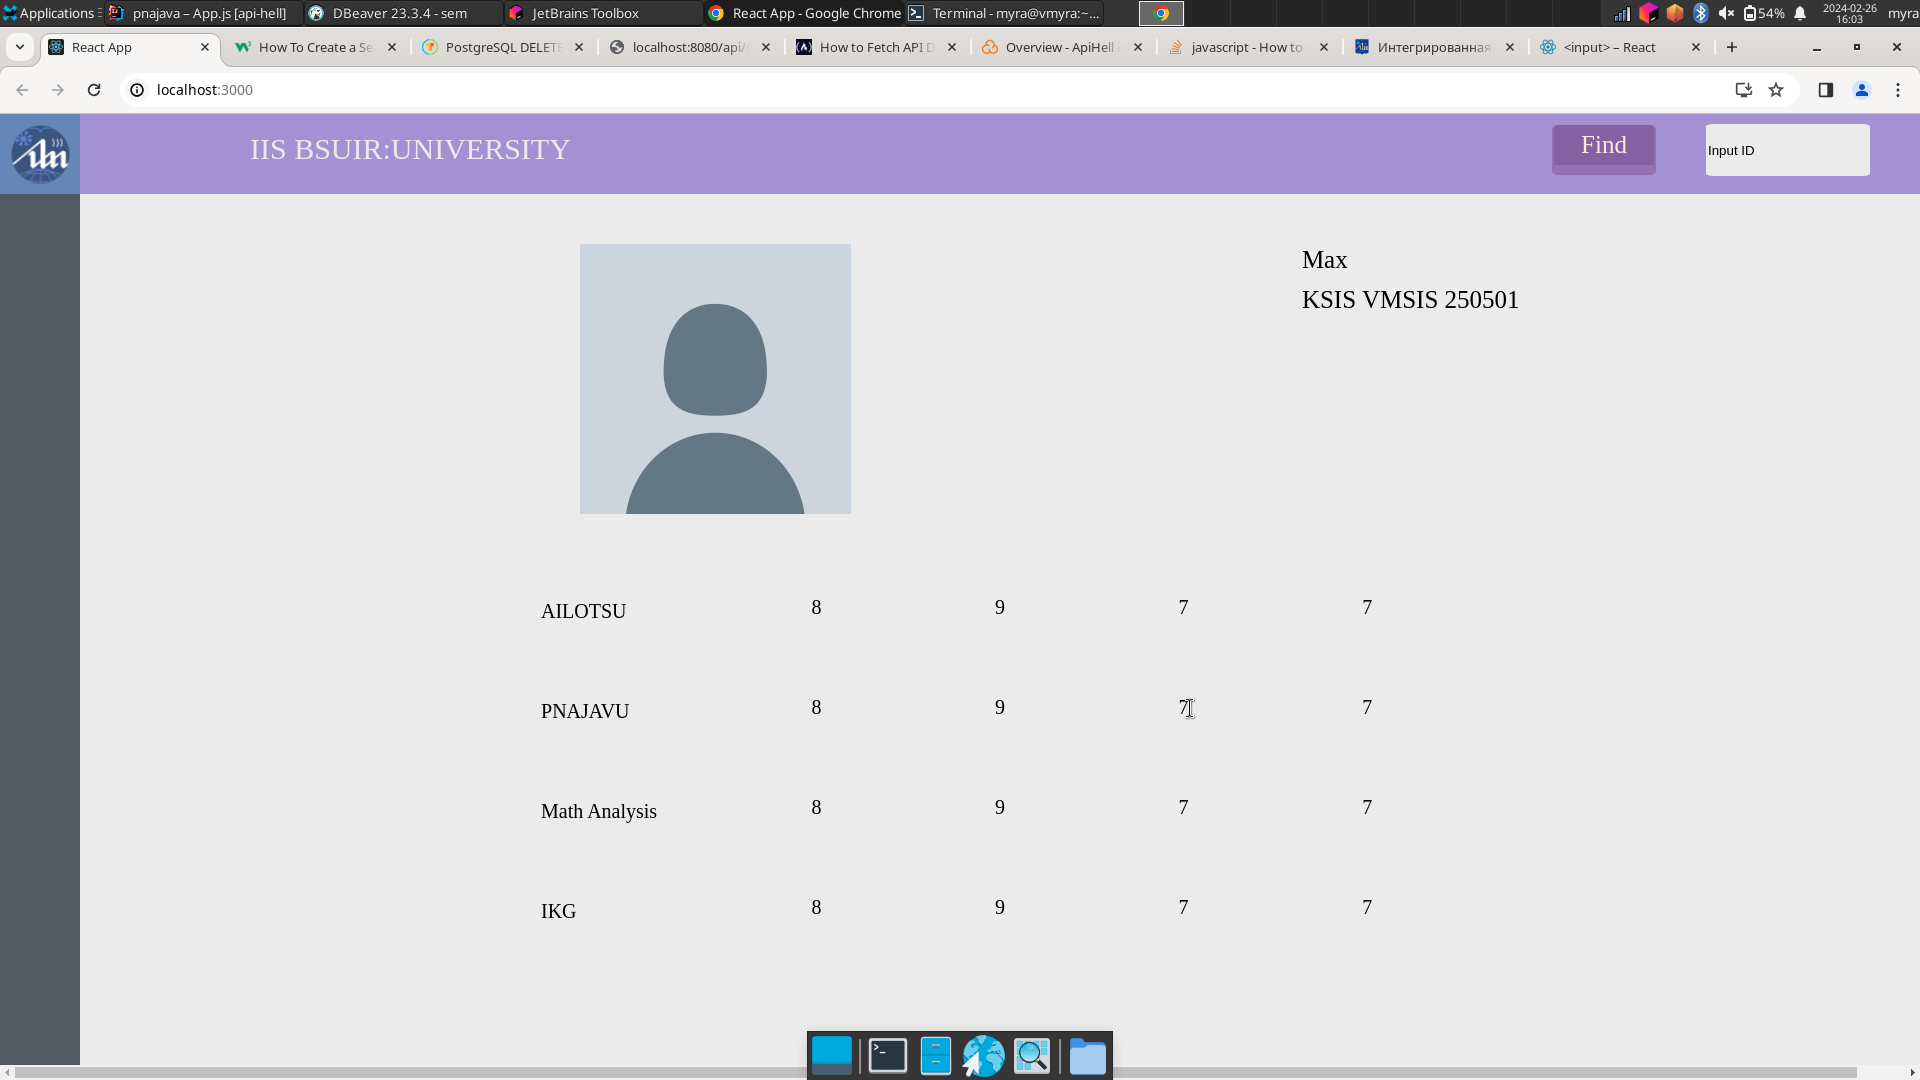 Applications pnajava – App.js [api-hell] DBeaver 23.3.4 - sem JetBrains Toolbox React App - Google Chrome Terminal - myra@vmyra:~... 54% 2024-02-26 16:03 myra
React App How To Create a Se PostgreSQL DELETE localhost:8080/api/s How to Fetch API D Overview - ApiHell i javascript - How to Интегрированная <input> – React
localhost:3000
IIS BSUIR:UNIVERSITY Find Input ID
Max
KSIS VMSIS 250501
AILOTSU 8 9 7 7
PNAJAVU 8 9 7 7
Math Analysis 8 9 7 7
IKG 8 9 7 7